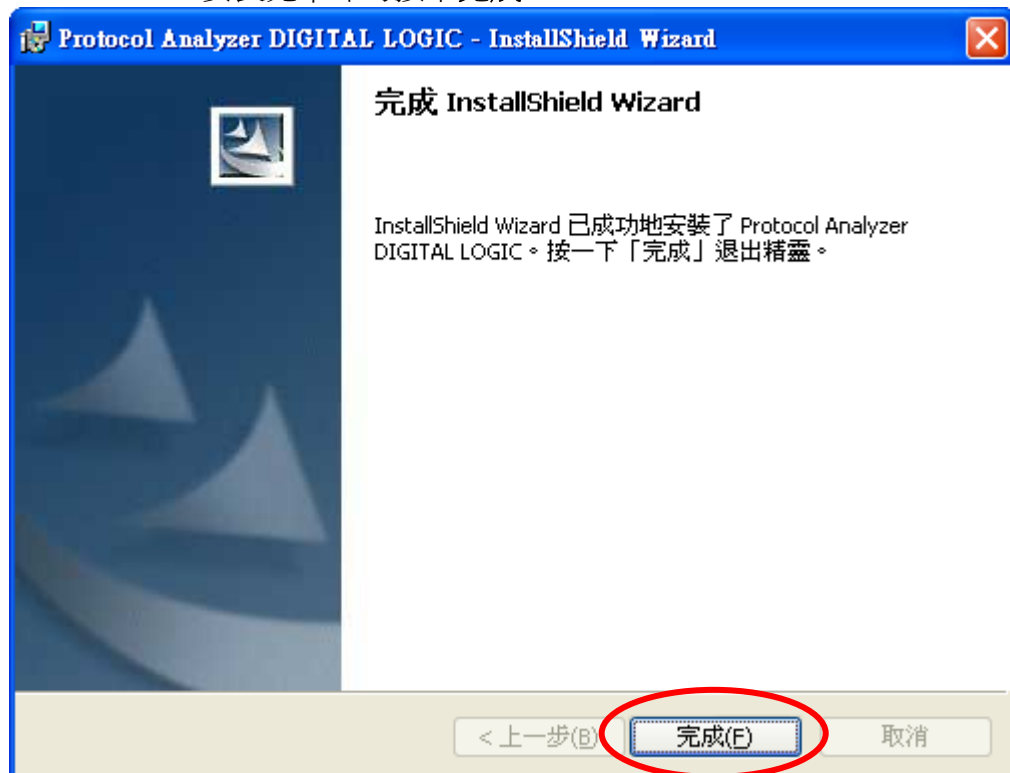 Protocol Analyzer DIGITAL LOGIC - InstallShield Wizard
完成 InstallShield Wizard
InstallShield Wizard 已成功地安裝了 Protocol Analyzer
DIGITAL LOGIC。按一下「完成」退出精靈。
< 上一步(B) 完成(F) 取消